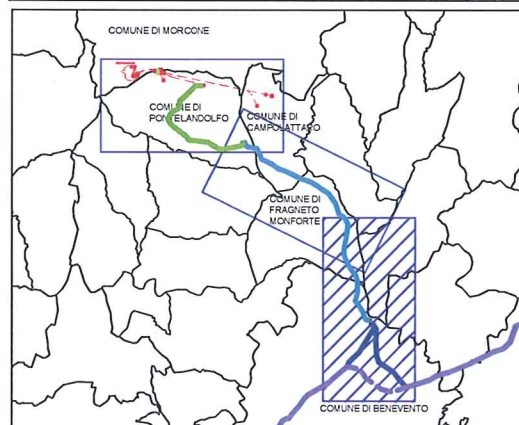 COMUNE DI MORCONE
COMUNE DI
PONTELANDOLFO
COMUNE DI
CAMPOLATTARO
COMUNE DI
FRAGNETO
MONFORTE
COMUNE DI BENEVENTO